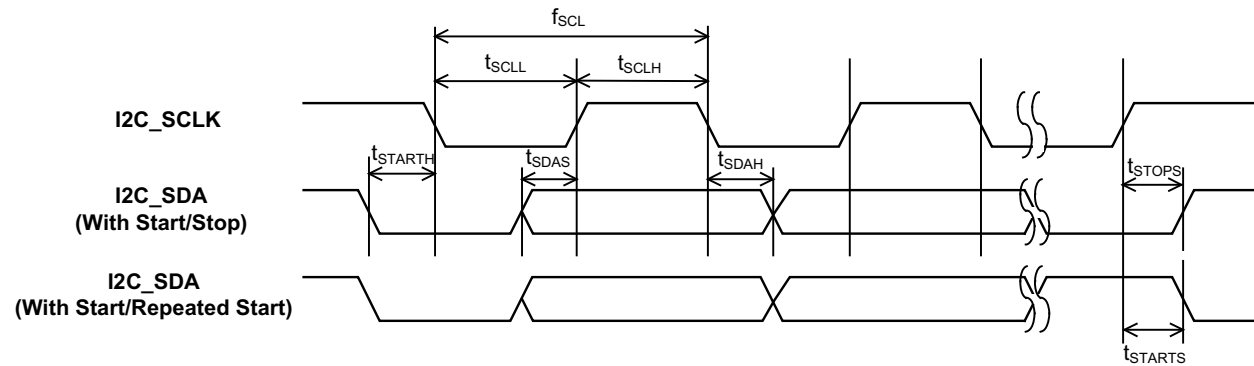 fSCL
tSCLL
tSCLH
I2C_SCLK
tSTARTH
tSDAS
tSDAH
tSTOPS
I2C_SDA
(With Start/Stop)
I2C_SDA
(With Start/Repeated Start)
tSTARTS